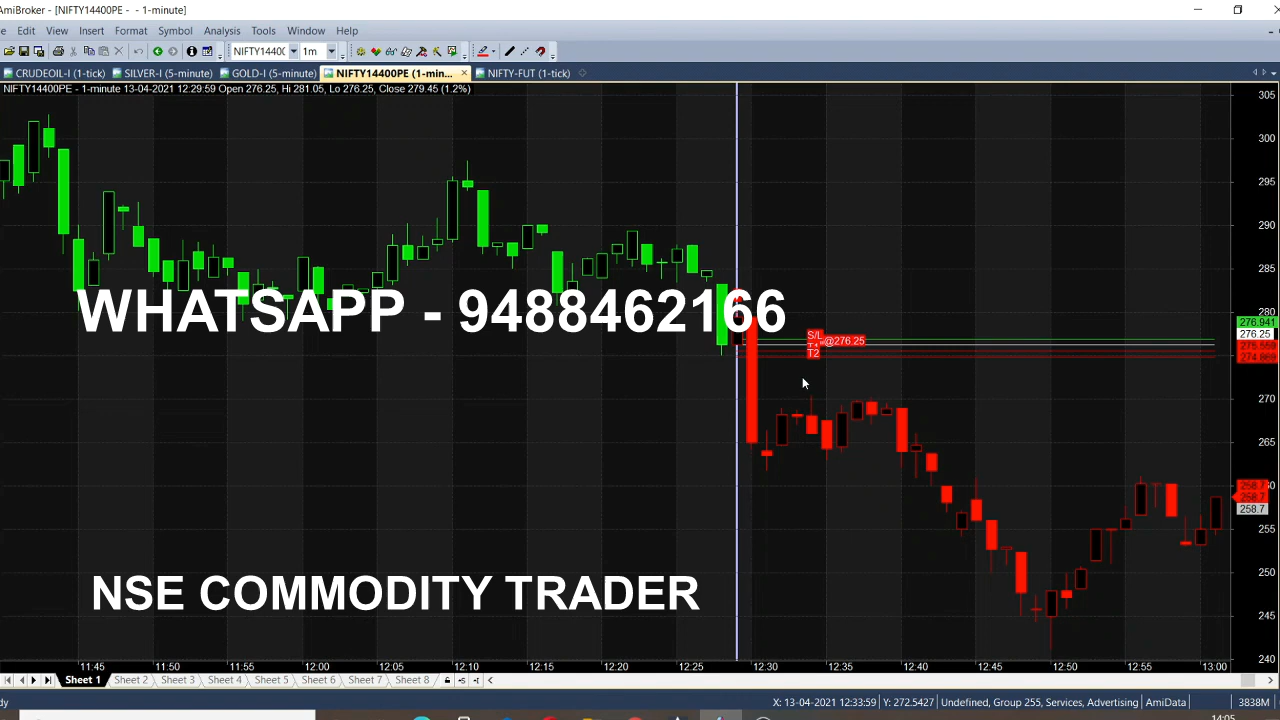 AmiBroker - [NIFTY14400PE - - 1-minute]
Edit View Insert Format Symbol Analysis Tools Window Help
1m
CRUDEOIL-I (1-tick) SILVER-I (5-minute) GOLD-I (5-minute) NIFTY14400PE (1-min... NIFTY-FUT (1-tick)
NIFTY14400PE - 1-minute 13-04-2021 12:29:59 Open 276.25, Hi 281.05, Lo 276.25, Close 279.45 (1.2%)
305
300
295
290
285
280
WHATSAPP - 9488462166
276.941
276.25
S/L
@276.25
T2
270
265
258.7
258.7
255
250
NSE COMMODITY TRADER
245
240
11:45 11:50 11:55 12:00 12:05 12:10 12:15 12:20 12:25 12:30 12:35 12:40 12:45 12:50 12:55 13:00
Sheet 1 Sheet 2 Sheet 3 Sheet 4 Sheet 5 Sheet 6 Sheet 7 Sheet 8
X: 13-04-2021 12:33:59 Y: 272.5427 Undefined, Group 255, Services, Advertising AmiData 3838M